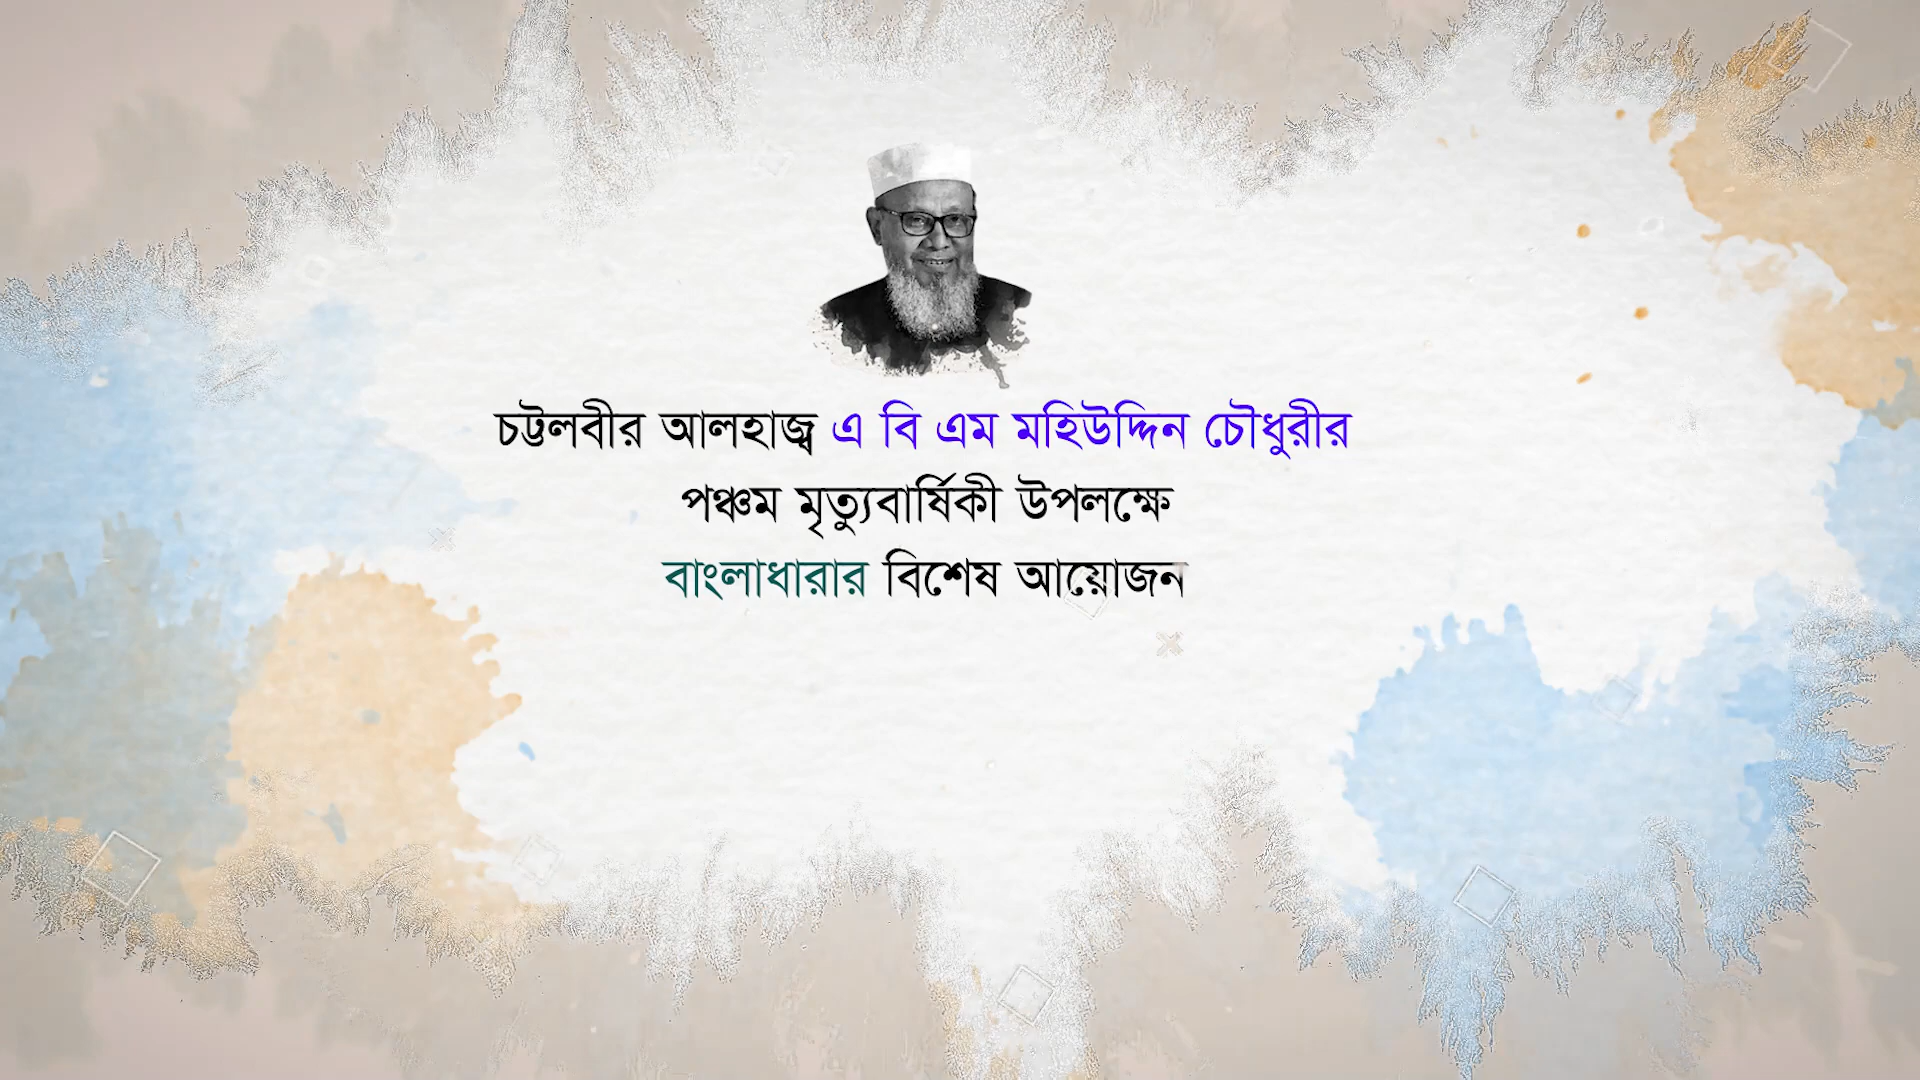 চট্টলবীর আলহাজ্ব এ বি এম মহিউদ্দিন চৌধুরীর
পঞ্চম মৃত্যুবার্ষিকী উপলক্ষে
বাংলাধারার বিশেষ আয়োজন